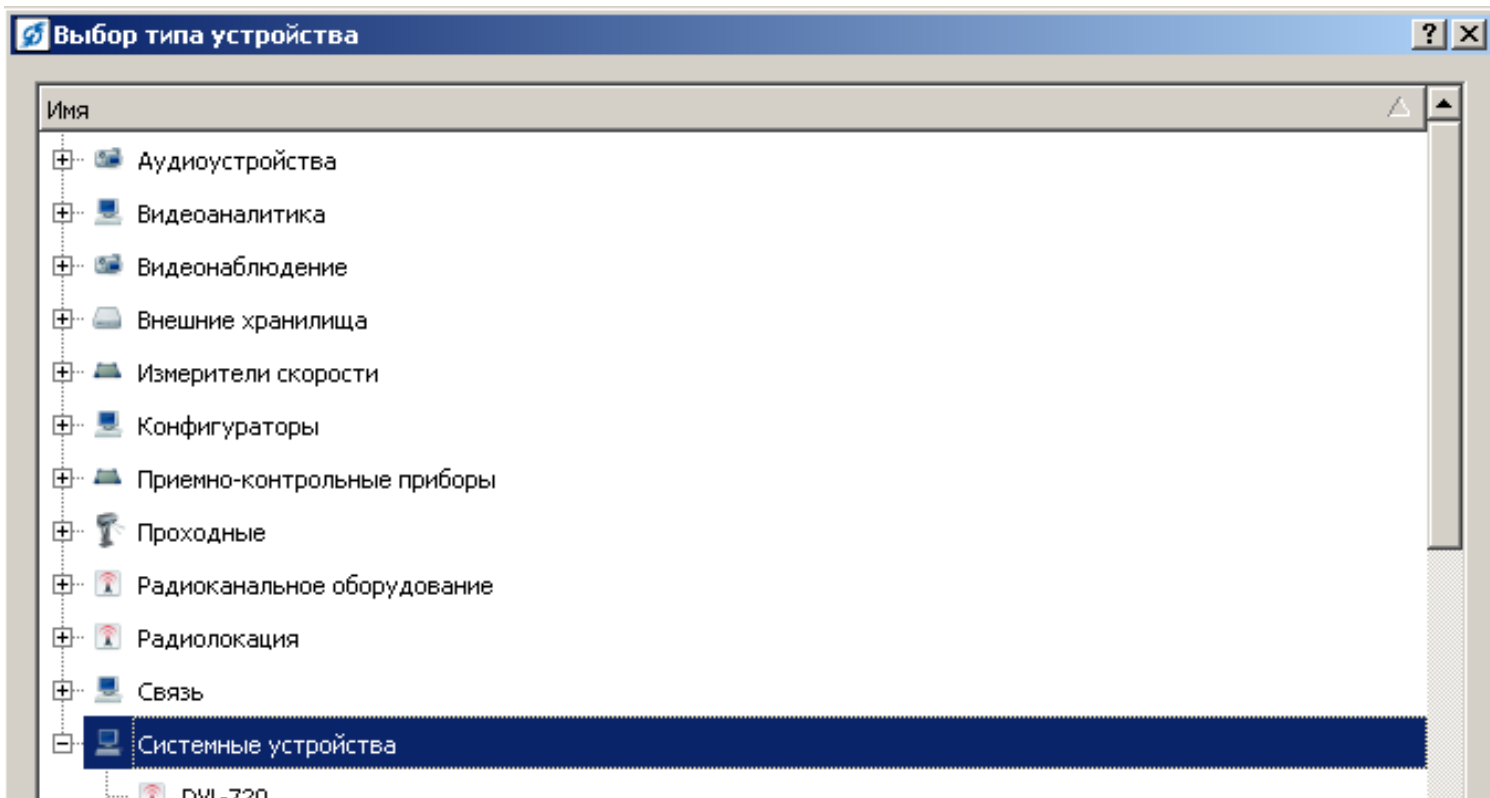 Выбор типа устройства
Имя
Аудиоустройства
Видеоаналитика
Видеонаблюдение
Внешние хранилища
Измерители скорости
Конфигураторы
Приемно-контрольные приборы
Проходные
Радиоканальное оборудование
Радиолокация
Связь
Системные устройства